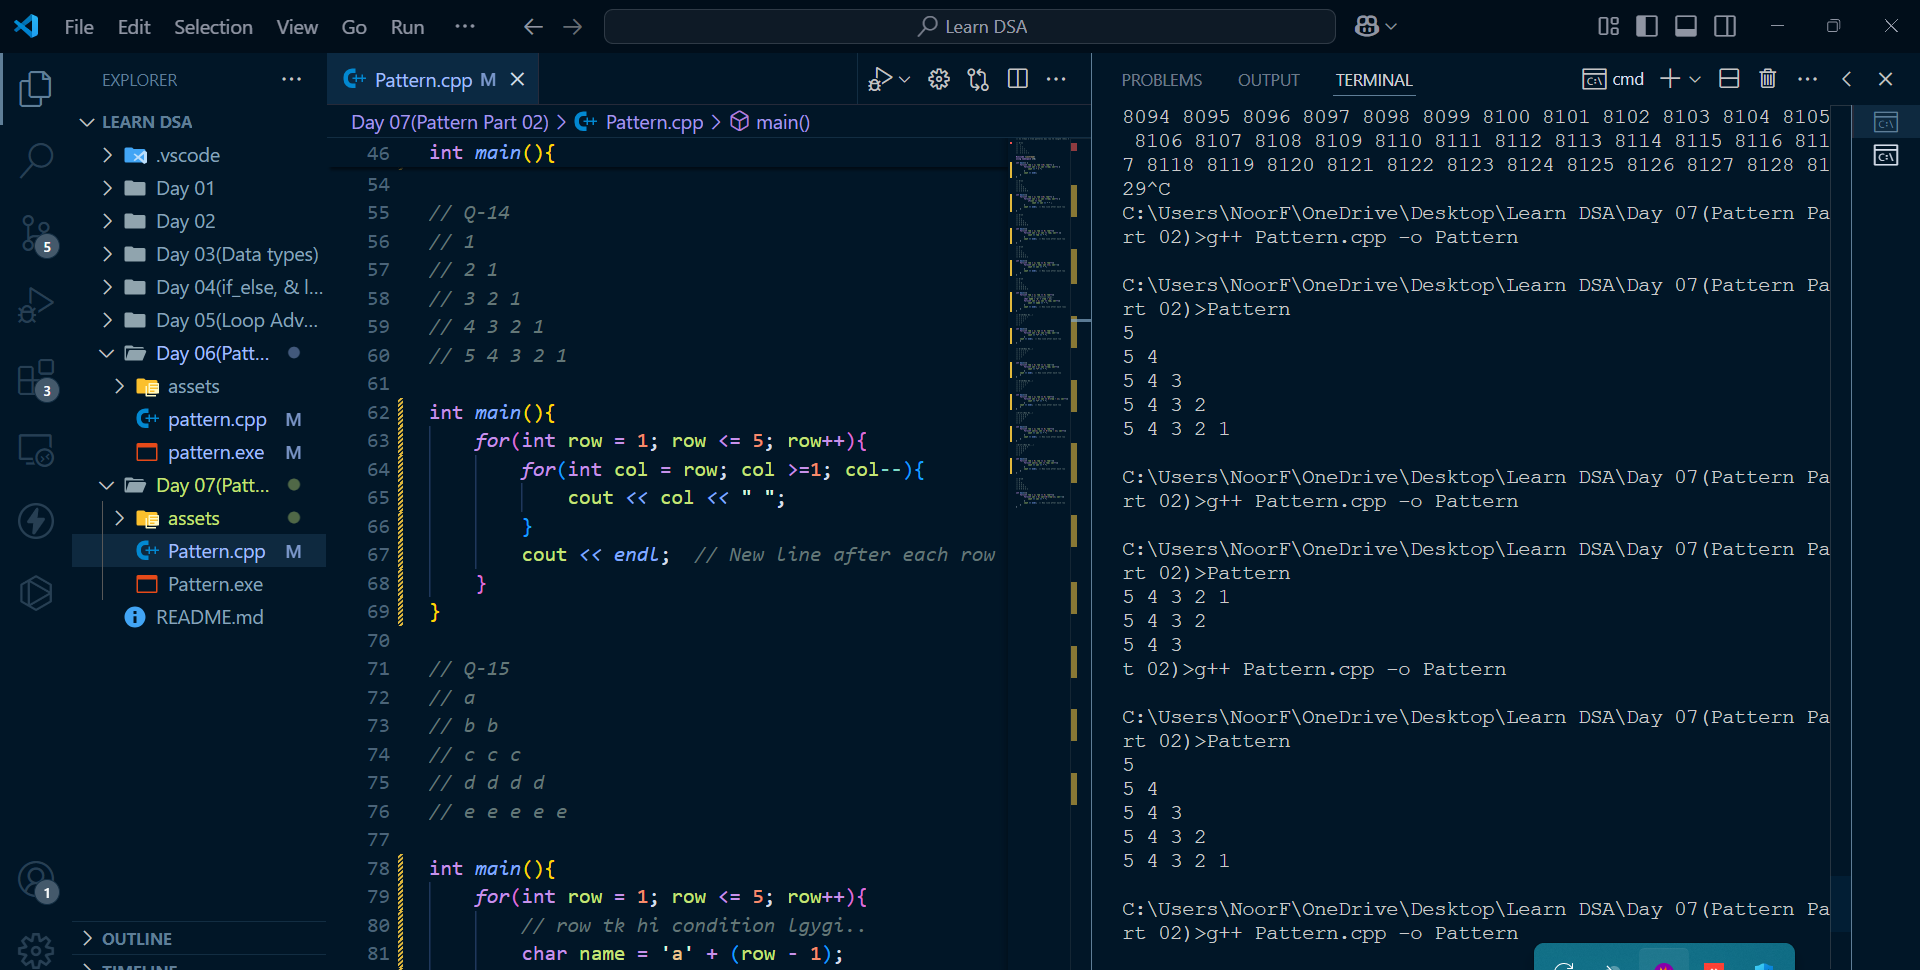 File Edit Selection View Go Run ···
Learn DSA
EXPLORER ···
LEARN DSA
.vscode
Day 01
Day 02
Day 03(Data types)
Day 04(if_else, & l...
Day 05(Loop Adv...
Day 06(Patt...
assets
pattern.cpp M
pattern.exe M
Day 07(Patt...
assets
Pattern.cpp M
Pattern.exe
README.md
OUTLINE
TIMELINE
5
3
1
Pattern.cpp M
Day 07(Pattern Part 02) > Pattern.cpp > main()
46 int main(){
54
55 // Q-14
56 // 1
57 // 2 1
58 // 3 2 1
59 // 4 3 2 1
60 // 5 4 3 2 1
61
62 int main(){
63 for(int row = 1; row <= 5; row++){
64 for(int col = row; col >=1; col--){
65 cout << col << " ";
66 }
67 cout << endl; // New line after each row
68 }
69 }
70
71 // Q-15
72 // a
73 // b b
74 // c c c
75 // d d d d
76 // e e e e e
77
78 int main(){
79 for(int row = 1; row <= 5; row++){
80 // row tk hi condition lgygi..
81 char name = 'a' + (row - 1);
PROBLEMS OUTPUT TERMINAL
cmd
8094 8095 8096 8097 8098 8099 8100 8101 8102 8103 8104 8105
8106 8107 8108 8109 8110 8111 8112 8113 8114 8115 8116 811
7 8118 8119 8120 8121 8122 8123 8124 8125 8126 8127 8128 81
29^C
C:\Users\NoorF\OneDrive\Desktop\Learn DSA\Day 07(Pattern Pa
rt 02)>g++ Pattern.cpp -o Pattern
C:\Users\NoorF\OneDrive\Desktop\Learn DSA\Day 07(Pattern Pa
rt 02)>Pattern
5
5 4
5 4 3
5 4 3 2
5 4 3 2 1
C:\Users\NoorF\OneDrive\Desktop\Learn DSA\Day 07(Pattern Pa
rt 02)>g++ Pattern.cpp -o Pattern
C:\Users\NoorF\OneDrive\Desktop\Learn DSA\Day 07(Pattern Pa
rt 02)>Pattern
5 4 3 2 1
5 4 3 2
5 4 3
t 02)>g++ Pattern.cpp -o Pattern
C:\Users\NoorF\OneDrive\Desktop\Learn DSA\Day 07(Pattern Pa
rt 02)>Pattern
5
5 4
5 4 3
5 4 3 2
5 4 3 2 1
C:\Users\NoorF\OneDrive\Desktop\Learn DSA\Day 07(Pattern Pa
rt 02)>g++ Pattern.cpp -o Pattern